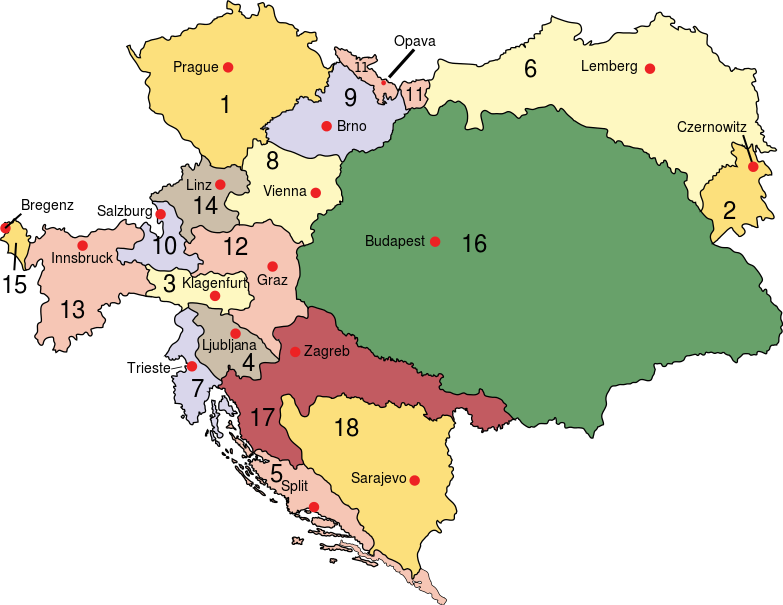 Opava
11
6
Lemberg
Prague
9
11
1
Brno
Czernowitz
8
Linz
Vienna
14
Bregenz
Salzburg
2
10
12
Budapest
16
Innsbruck
15
3
Klagenfurt
Graz
13
Ljubljana
Zagreb
4
Trieste
7
17
18
5
Split
Sarajevo